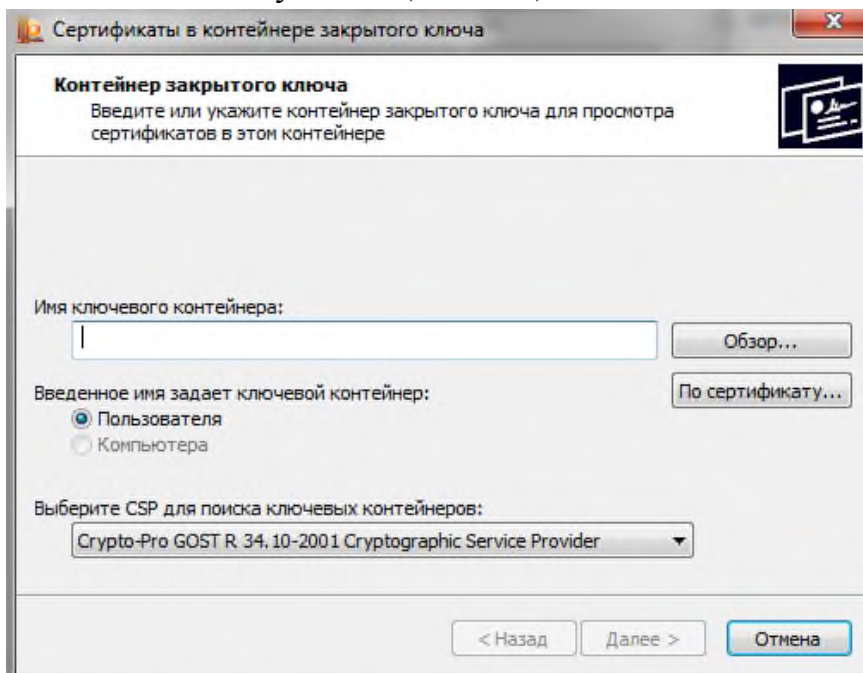 Сертификаты в контейнере закрытого ключа
Контейнер закрытого ключа
Введите или укажите контейнер закрытого ключа для просмотра
сертификатов в этом контейнере
Имя ключевого контейнера:
Обзор...
Введенное имя задает ключевой контейнер:
По сертификату...
Пользователя
Компьютера
Выберите CSP для поиска ключевых контейнеров:
Crypto-Pro GOST R 34.10-2001 Cryptographic Service Provider
< Назад
Далее >
Отмена